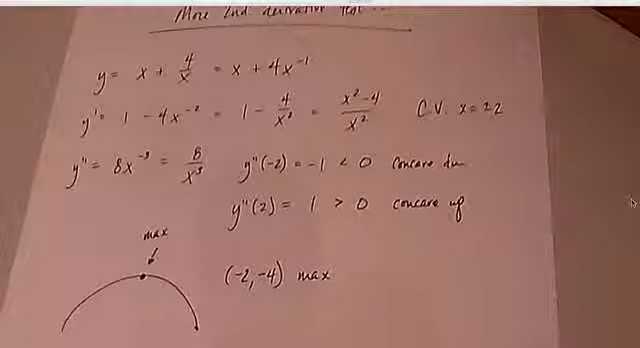 More 2nd derivative Test ...
y = x + 4/x = x + 4x⁻¹
y' = 1 - 4x⁻² = 1 - 4/x² = (x² - 4)/x² C.V. x = ±2
y'' = 8x⁻³ = 8/x³ y''(-2) = -1 < 0 concave dn
y''(2) = 1 > 0 concave up
max
(-2, -4) max